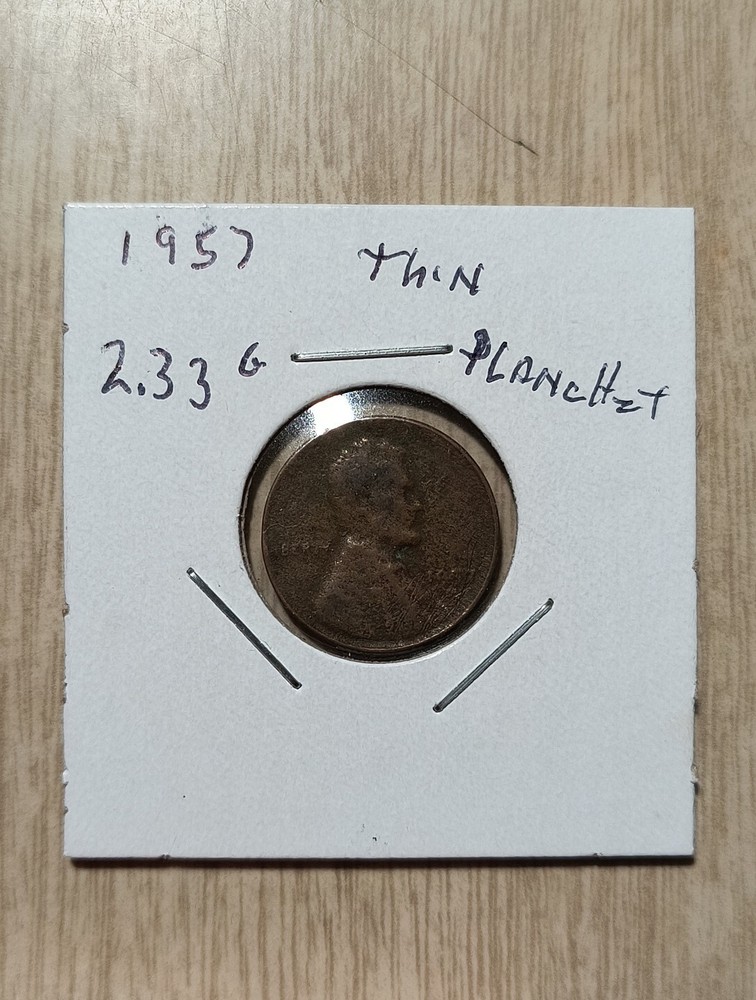 1957 thIN
2.33 G PLANcHET